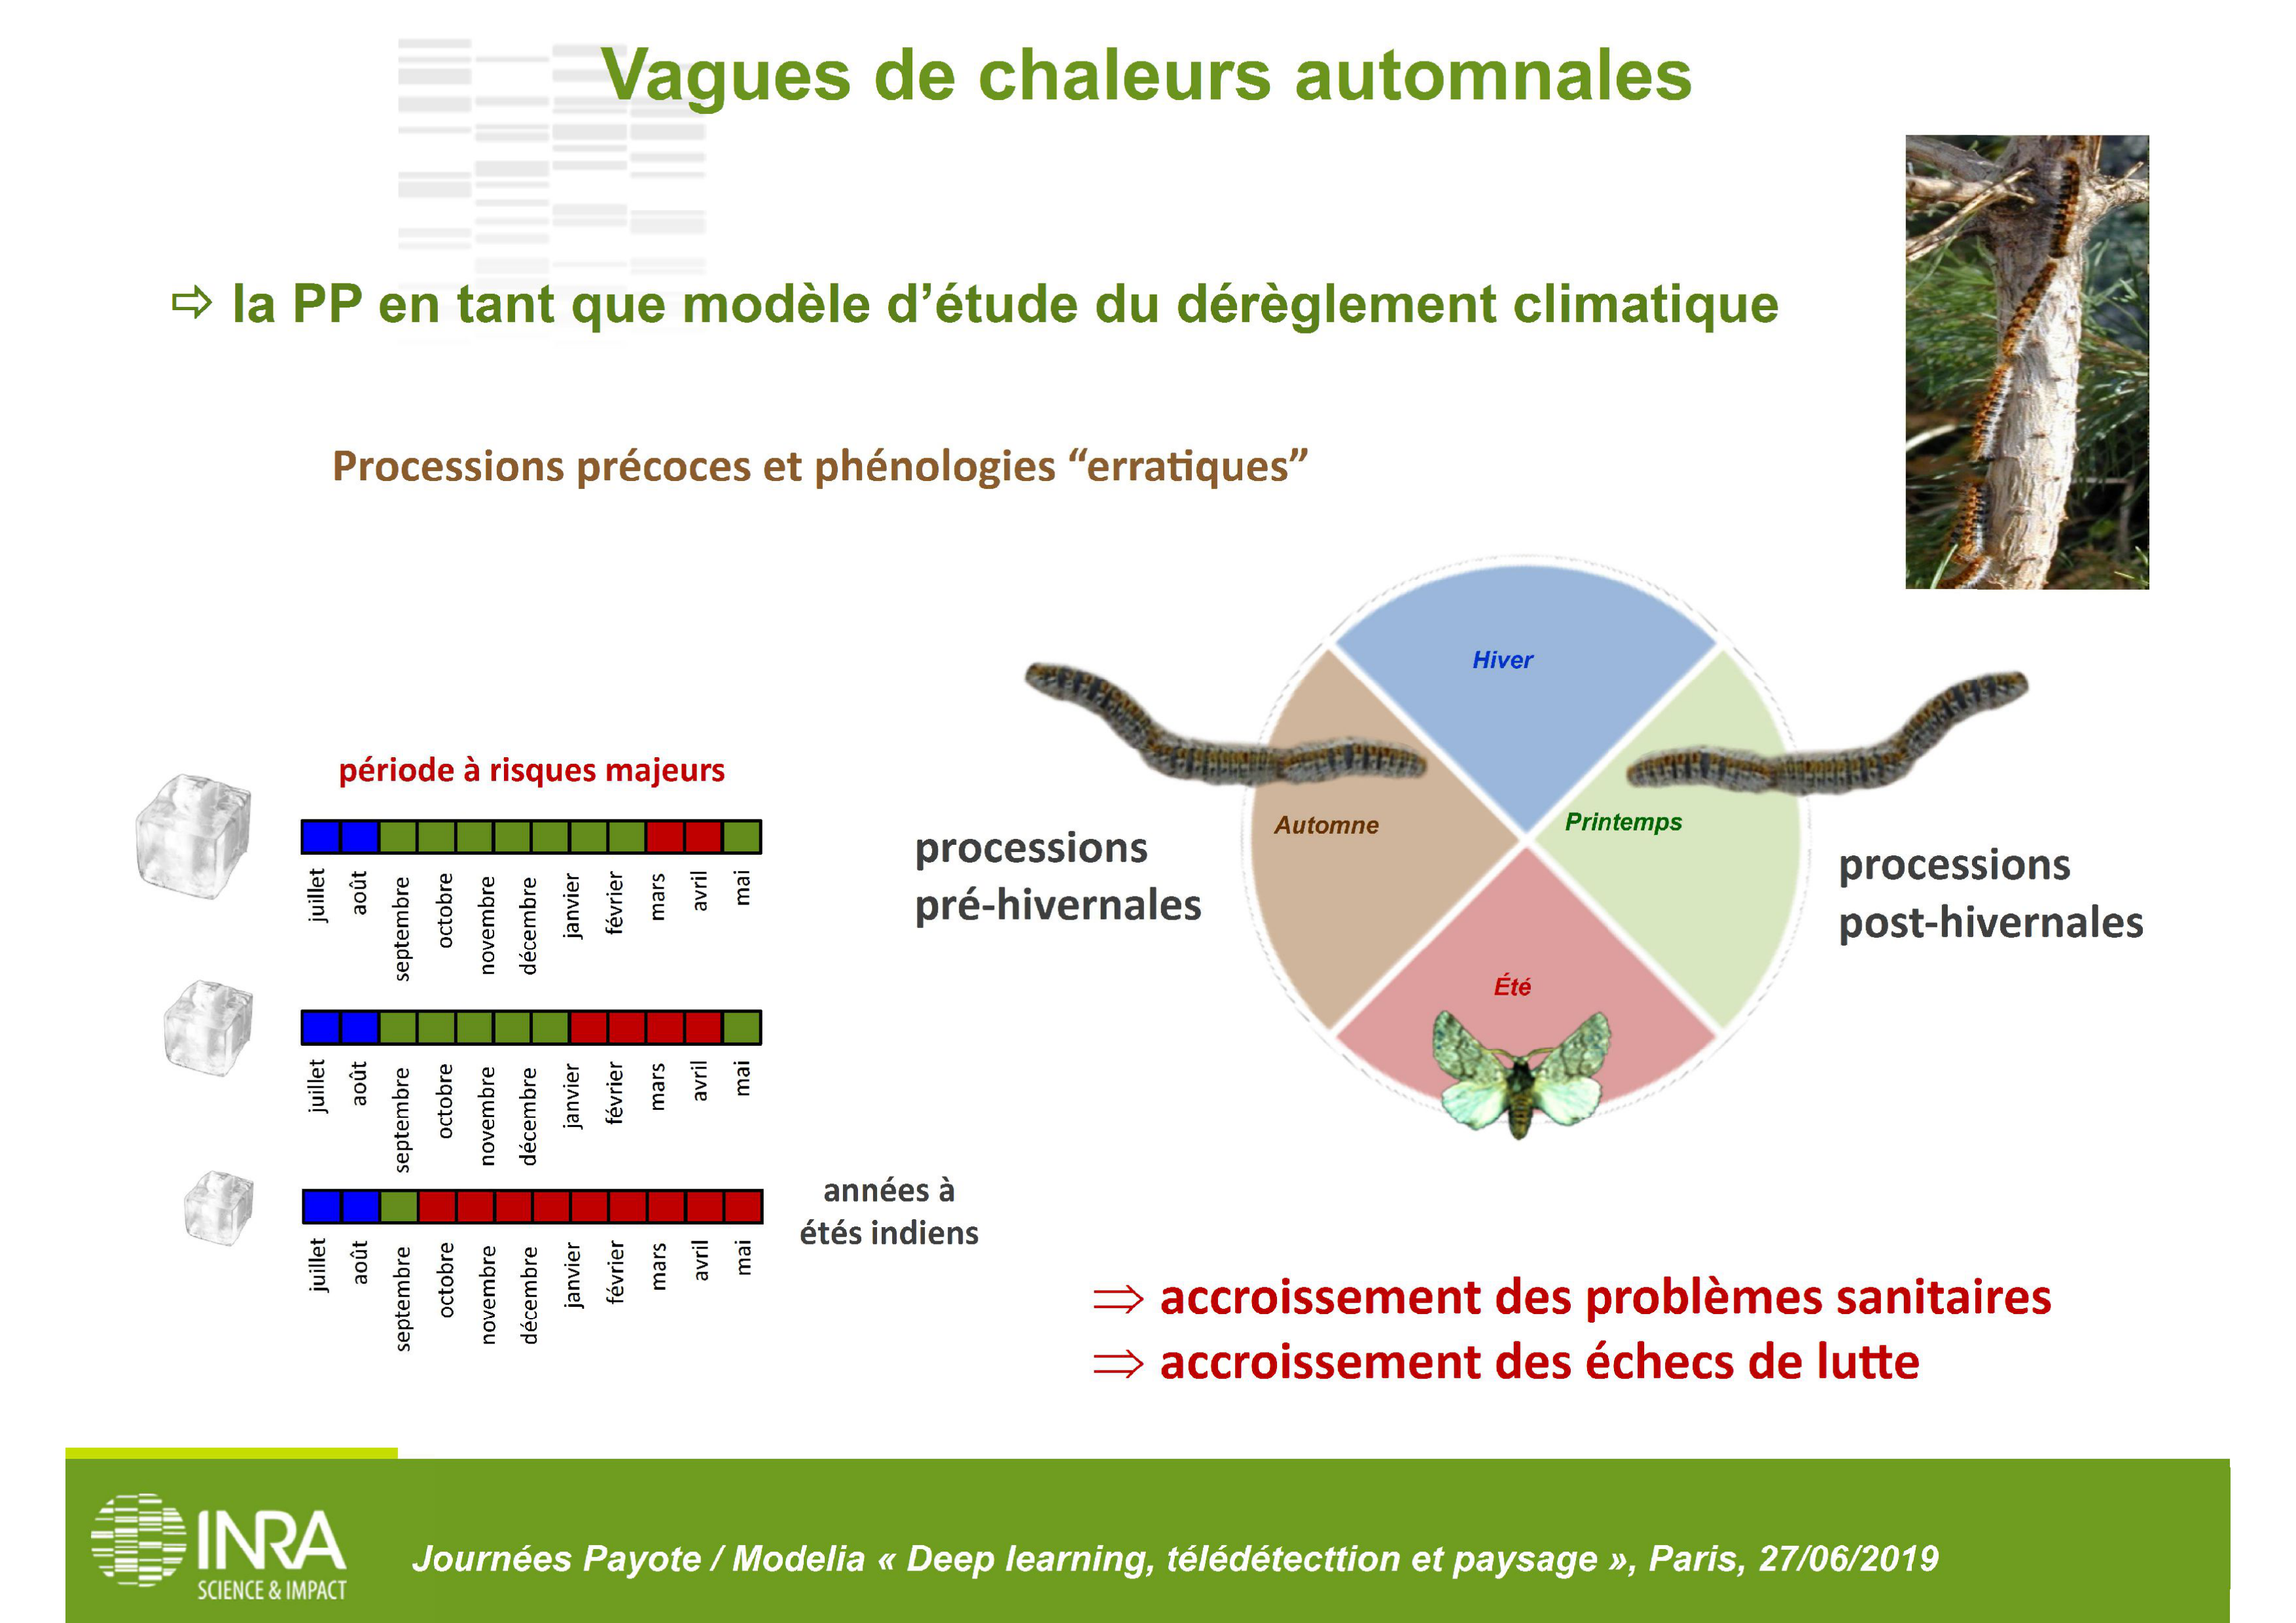 Vagues de chaleurs automnales
⇨ la PP en tant que modèle d’étude du dérèglement climatique
Processions précoces et phénologies “erratiques”
Hiver
Automne
Printemps
Été
processions
pré-hivernales
processions
post-hivernales
période à risques majeurs
juillet
août
septembre
octobre
novembre
décembre
janvier
février
mars
avril
mai
juillet
août
septembre
octobre
novembre
décembre
janvier
février
mars
avril
mai
juillet
août
septembre
octobre
novembre
décembre
janvier
février
mars
avril
mai
années à
étés indiens
⇒ accroissement des problèmes sanitaires
⇒ accroissement des échecs de lutte
INRA
SCIENCE & IMPACT
Journées Payote / Modelia « Deep learning, télédétecttion et paysage », Paris, 27/06/2019